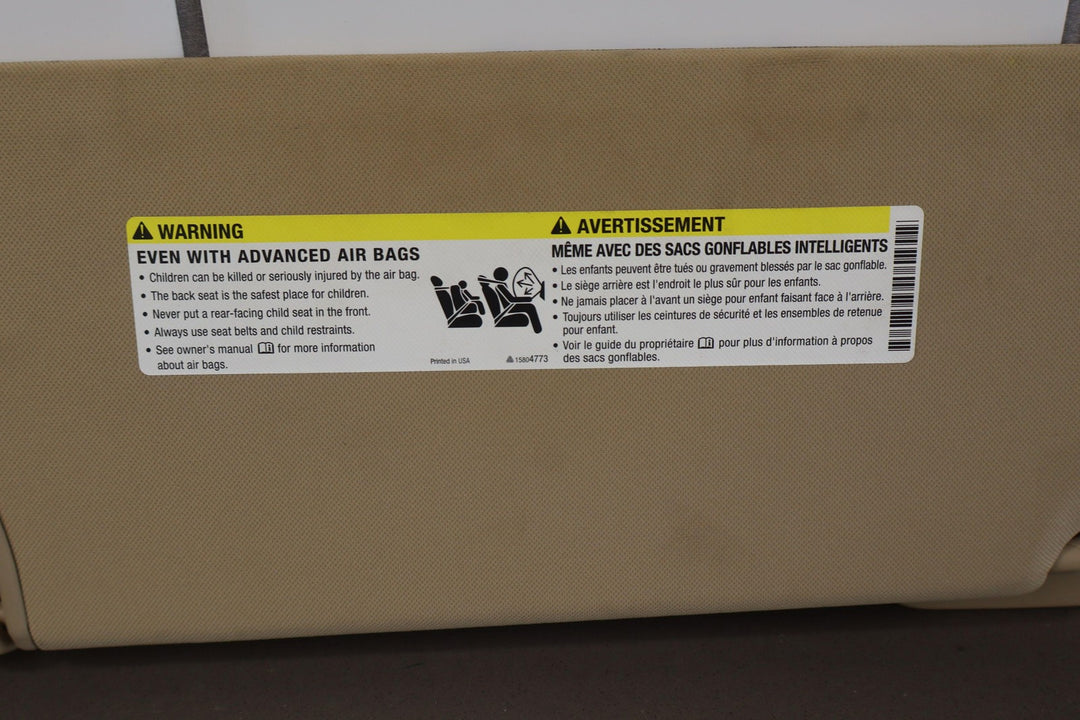 WARNING
EVEN WITH ADVANCED AIR BAGS
• Children can be killed or seriously injured by the air bag.
• The back seat is the safest place for children.
• Never put a rear-facing child seat in the front.
• Always use seat belts and child restraints.
• See owner's manual for more information
about air bags.
Printed in USA
15804773
AVERTISSEMENT
MÊME AVEC DES SACS GONFLABLES INTELLIGENTS
• Les enfants peuvent être tués ou gravement blessés par le sac gonflable.
• Le siège arrière est l'endroit le plus sûr pour les enfants.
• Ne jamais placer à l'avant un siège pour enfant faisant face à l'arrière.
• Toujours utiliser les ceintures de sécurité et les ensembles de retenue
pour enfant.
• Voir le guide du propriétaire pour plus d'information à propos
des sacs gonflables.